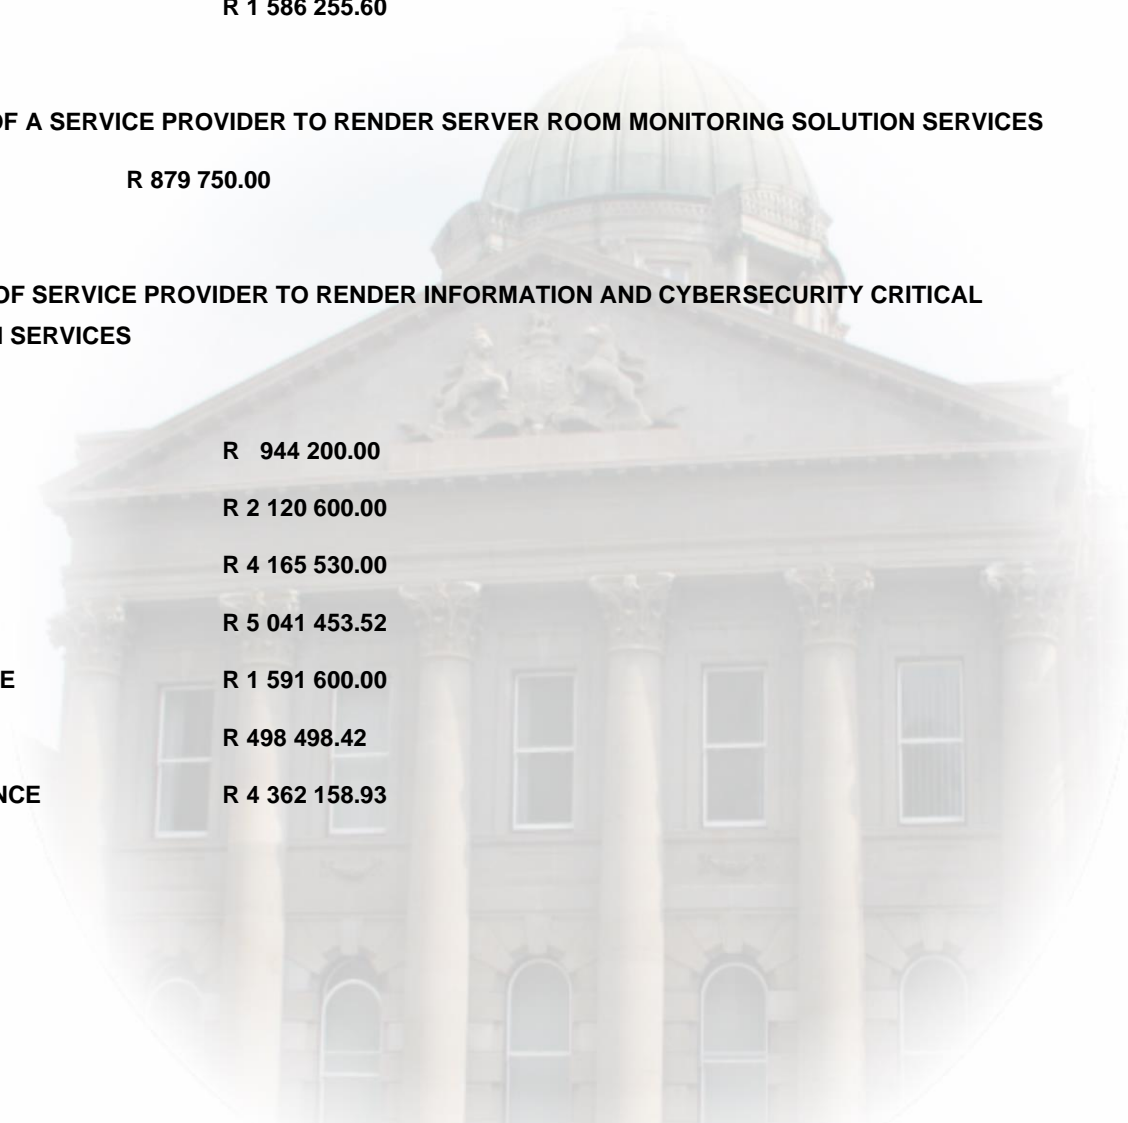 R 1 586 255.60
OF A SERVICE PROVIDER TO RENDER SERVER ROOM MONITORING SOLUTION SERVICES
R 879 750.00
OF SERVICE PROVIDER TO RENDER INFORMATION AND CYBERSECURITY CRITICAL
SERVICES
R 944 200.00
R 2 120 600.00
R 4 165 530.00
R 5 041 453.52
E R 1 591 600.00
R 498 498.42
NCE R 4 362 158.93